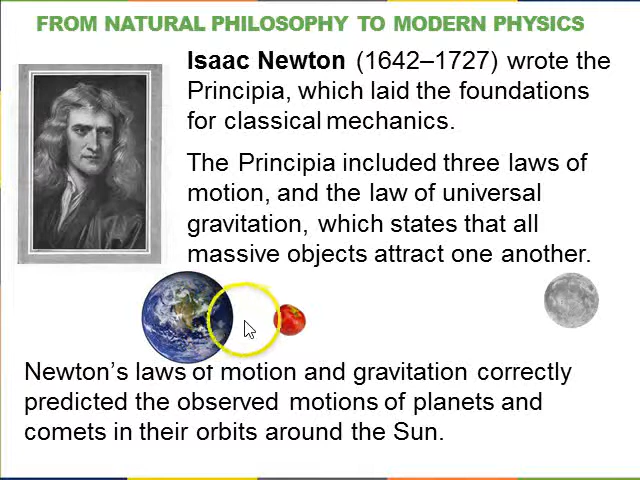 FROM NATURAL PHILOSOPHY TO MODERN PHYSICS
Isaac Newton (1642–1727) wrote the
Principia, which laid the foundations
for classical mechanics.
The Principia included three laws of
motion, and the law of universal
gravitation, which states that all
massive objects attract one another.
Newton’s laws of motion and gravitation correctly
predicted the observed motions of planets and
comets in their orbits around the Sun.